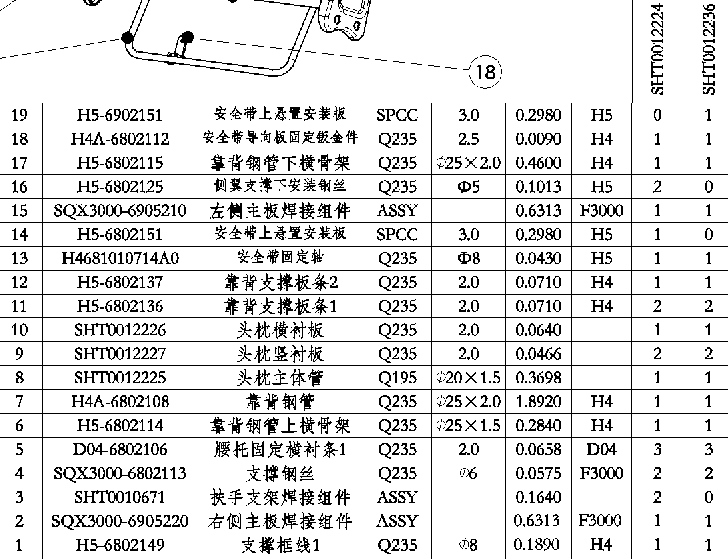 18
SHT0012224
SHT0012236
19 H5-6902151 安全带上悬置安装板 SPCC 3.0 0.2980 H5 0 1
18 H4A-6802112 安全带导向板固定钣金件 Q235 2.5 0.0090 H4 1 1
17 H5-6802115 靠背钢管下横骨架 Q235 Φ25×2.0 0.4600 H4 1 1
16 H5-6802125 侧翼支撑下安装钢丝 Q235 Φ5 0.1013 H5 2 0
15 SQX3000-6905210 左侧主板焊接组件 ASSY 0.6313 F3000 1 1
14 H5-6802151 安全带上悬置安装板 SPCC 3.0 0,2980 H5 1 0
13 H4681010714A0 安全带固定轴 Q235 Φ8 0.0430 H5 1 1
12 H5-6802137 靠背支撑板条2 Q235 2.0 0.0710 H4 1 1
11 H5-6802136 靠背支撑板条1 Q235 2.0 0.0710 H4 2 2
10 SHT0012226 头枕横衬板 Q235 2.0 0.0640 1 1
9 SHT0012227 头枕竖衬板 Q235 2.0 0.0466 2 2
8 SHT0012225 头枕主体管 Q195 Φ20×1.5 0.3698 1 1
7 H4A-6802108 靠背钢管 Q235 Φ25×2.0 1.8920 H4 1 1
6 H5-6802114 靠背钢管上横骨架 Q235 Φ25×1.5 0.2840 H4 1 1
5 D04-6802106 腰托固定横衬条1 Q235 2.0 0.0658 D04 3 3
4 SQX3000-6802113 支撑钢丝 Q235 Φ6 0.0575 F3000 2 2
3 SHT0010671 扶手支架焊接组件 ASSY 0.1640 2 0
2 SQX3000-6905220 右侧主板焊接组件 ASSY 0.6313 F3000 1 1
1 H5-6802149 支撑框线1 Q235 Φ8 0.1890 H4 1 1